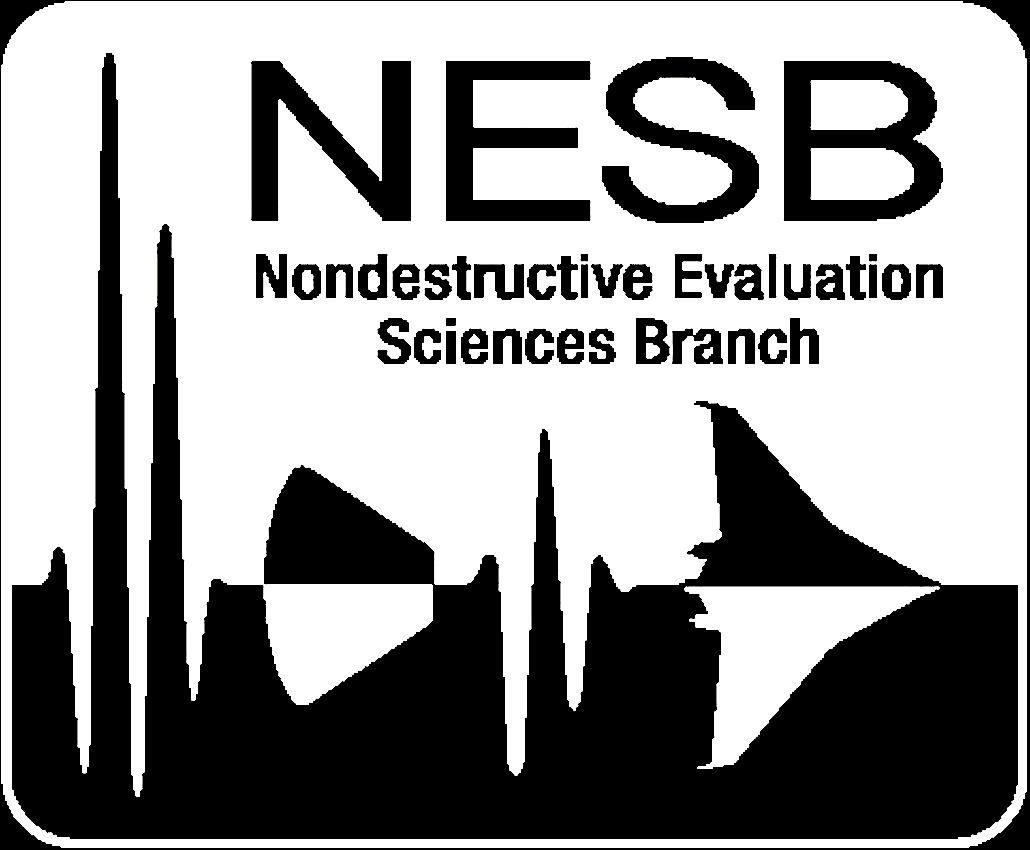 NESB
Nondestructive Evaluation
Sciences Branch